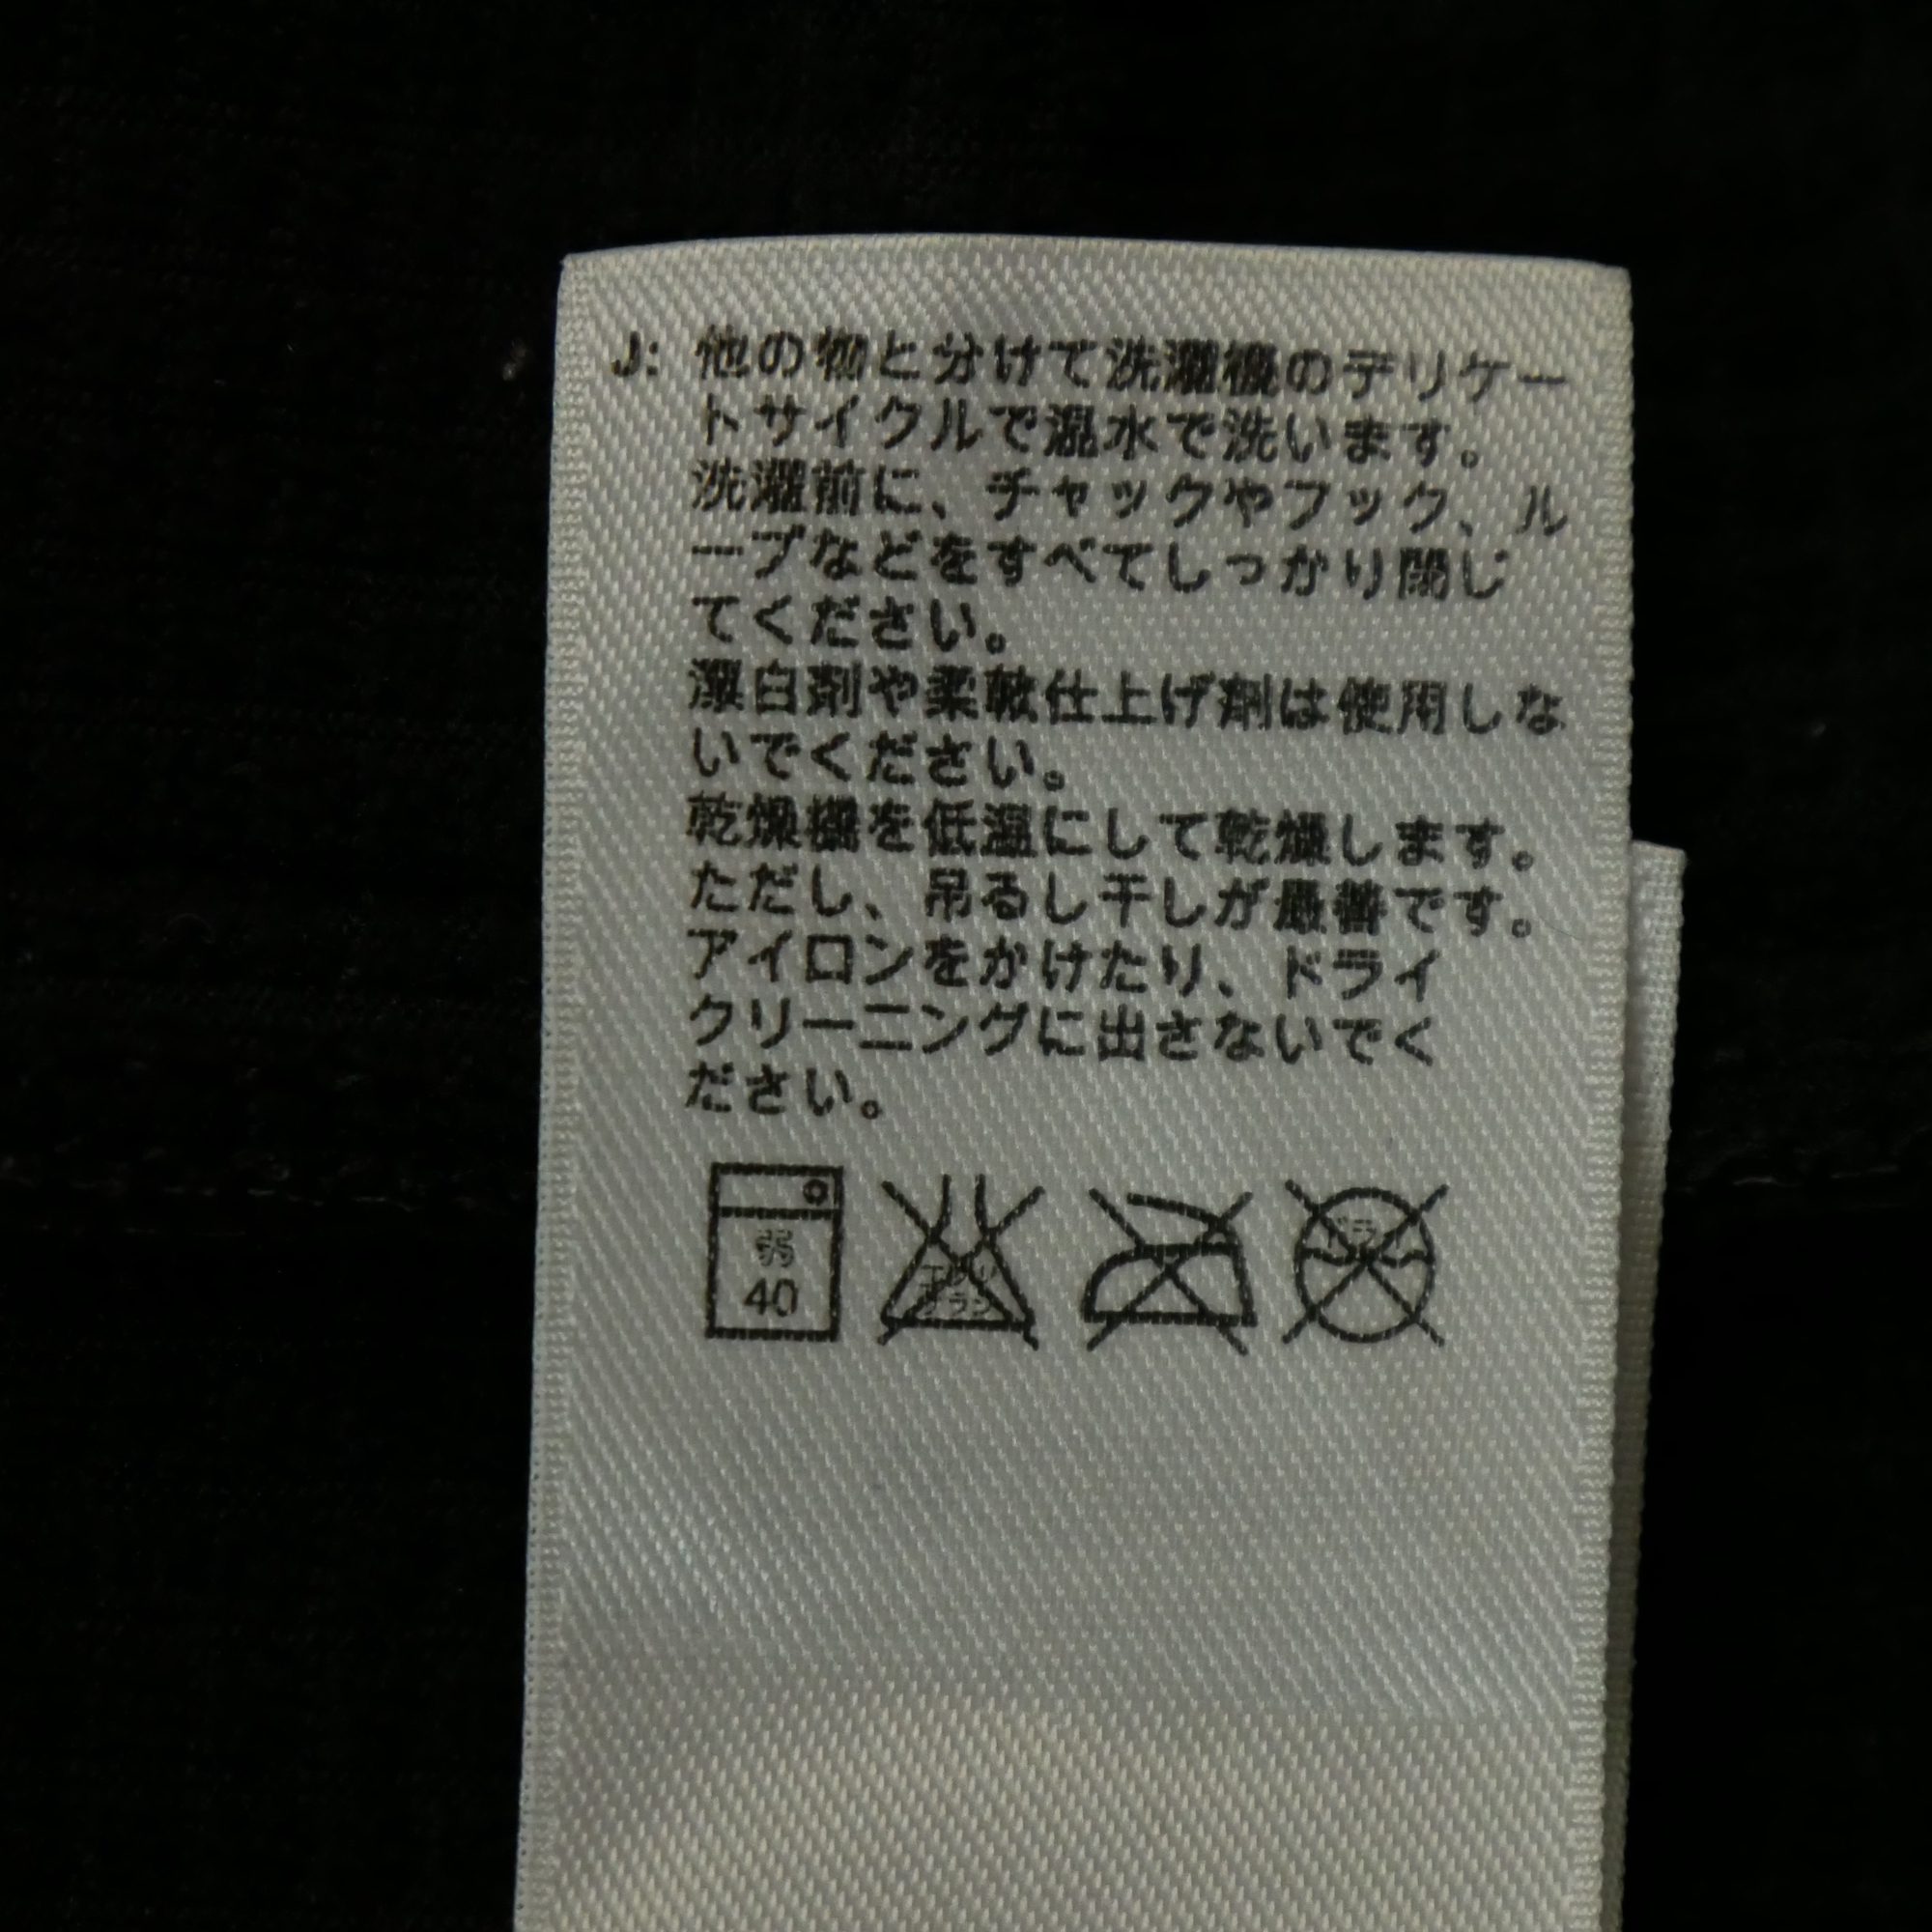 J: 他の物と分けて洗濯機のデリケー
トサイクルで温水で洗います。
洗濯前に、チャックやフック、ル
ープなどをすべてしっかり閉じ
てください。
漂白剤や柔軟仕上げ剤は使用しな
いでください。
乾燥機を低温にして乾燥します。
ただし、吊るし干しが最善です。
アイロンをかけたり、ドライ
クリーニングに出さないでく
ださい。
弱
40
エンソ
サラシ
ドライ